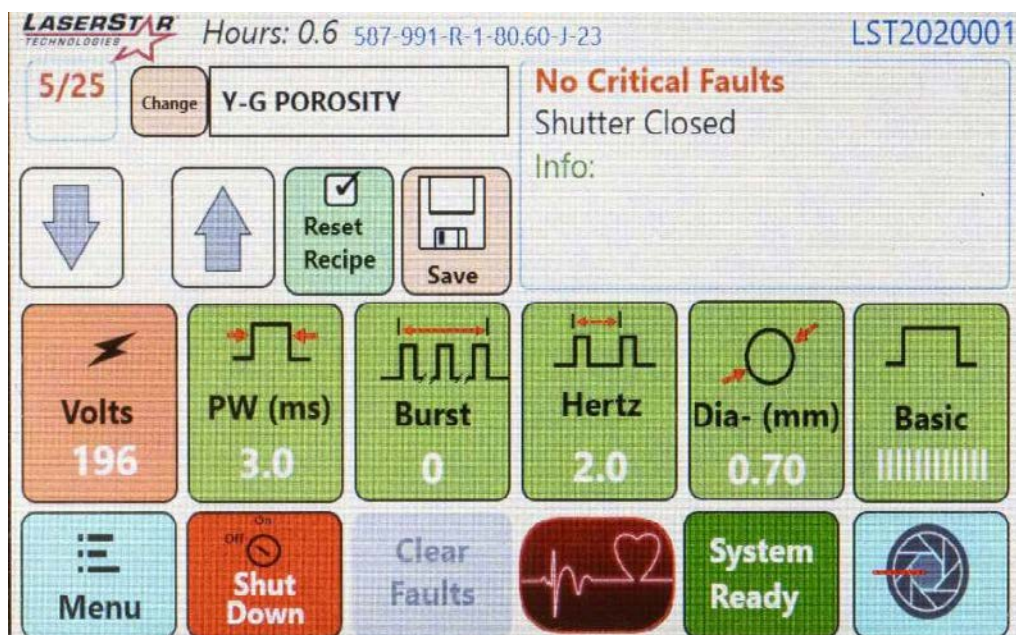 LASERSTAR
TECHNOLOGIES
Hours: 0.6
587-991-R-1-80.60-J-23
LST2020001
5/25
Change
Y-G POROSITY
No Critical Faults
Shutter Closed
Info:
Reset
Recipe
Save
Volts
196
PW (ms)
3.0
Burst
0
Hertz
2.0
Dia- (mm)
0.70
Basic
Menu
On
Off
Shut
Down
Clear
Faults
System
Ready